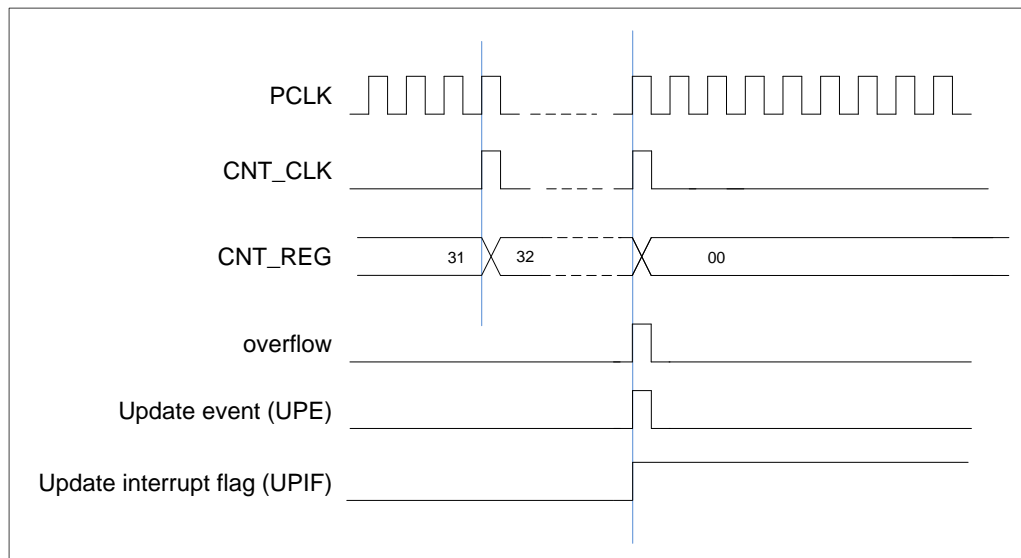 PCLK
CNT_CLK
CNT_REG
31
32
00
overflow
Update event (UPE)
Update interrupt flag (UPIF)